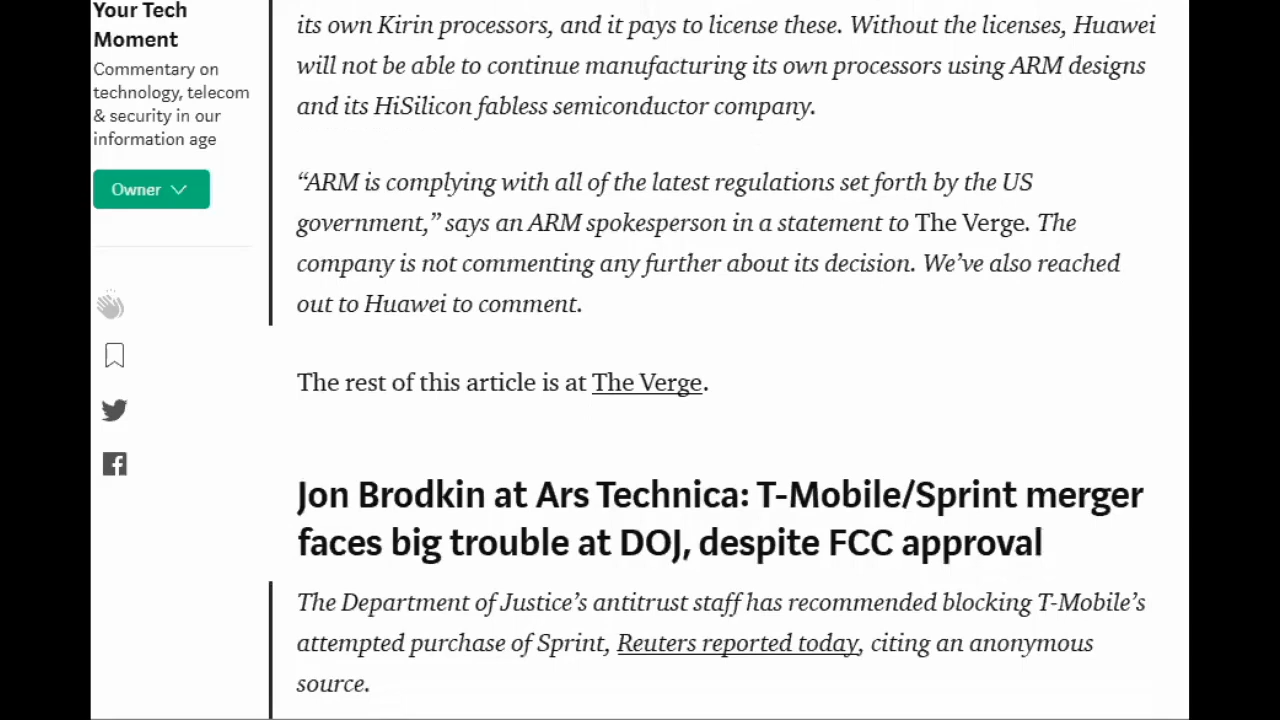 Your Tech
Moment
Commentary on
technology, telecom
& security in our
information age
Owner
its own Kirin processors, and it pays to license these. Without the licenses, Huawei
will not be able to continue manufacturing its own processors using ARM designs
and its HiSilicon fabless semiconductor company.
“ARM is complying with all of the latest regulations set forth by the US
government,” says an ARM spokesperson in a statement to The Verge. The
company is not commenting any further about its decision. We’ve also reached
out to Huawei to comment.
The rest of this article is at The Verge.
Jon Brodkin at Ars Technica: T-Mobile/Sprint merger
faces big trouble at DOJ, despite FCC approval
The Department of Justice’s antitrust staff has recommended blocking T-Mobile’s
attempted purchase of Sprint, Reuters reported today, citing an anonymous
source.